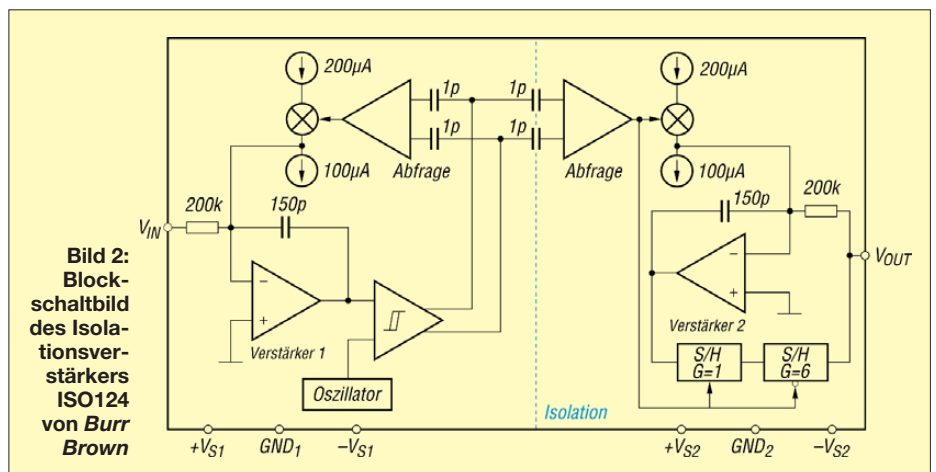 200µA
1p
1p
200µA
1p
1p
Abfrage
Abfrage
100µA
100µA
200k
150p
150p
200k
V_IN
V_OUT
Bild 2:
Block-
schaltbild
des Isola-
tionsver-
stärkers
ISO124
von Burr
Brown
−
+
Verstärker 1
−
+
Verstärker 2
S/H
G=1
S/H
G=6
Oszillator
Isolation
+V_S1
GND_1
−V_S1
+V_S2
GND_2
−V_S2